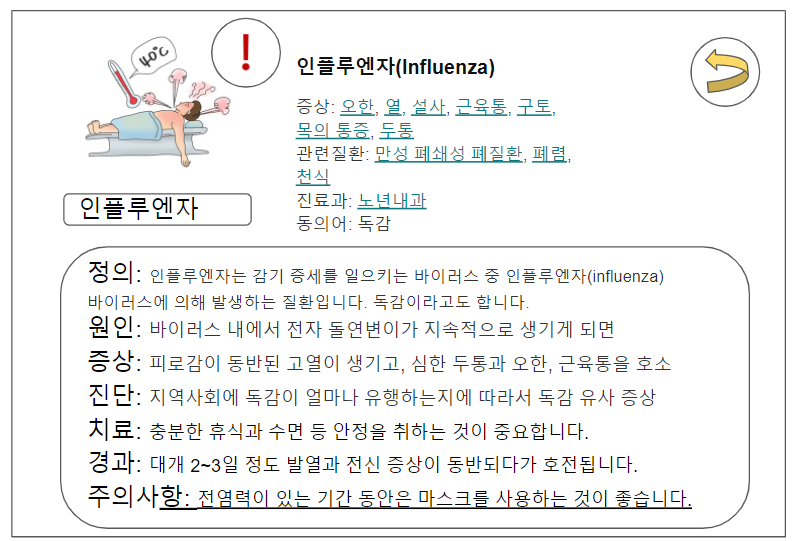 40℃
!
인플루엔자(Influenza)
증상: 오한, 열, 설사, 근육통, 구토,
목의 통증, 두통
관련질환: 만성 폐쇄성 폐질환, 폐렴,
천식
진료과: 노년내과
동의어: 독감
인플루엔자
정의: 인플루엔자는 감기 증세를 일으키는 바이러스 중 인플루엔자(influenza)
바이러스에 의해 발생하는 질환입니다. 독감이라고도 합니다.
원인: 바이러스 내에서 전자 돌연변이가 지속적으로 생기게 되면
증상: 피로감이 동반된 고열이 생기고, 심한 두통과 오한, 근육통을 호소
진단: 지역사회에 독감이 얼마나 유행하는지에 따라서 독감 유사 증상
치료: 충분한 휴식과 수면 등 안정을 취하는 것이 중요합니다.
경과: 대개 2~3일 정도 발열과 전신 증상이 동반되다가 호전됩니다.
주의사항: 전염력이 있는 기간 동안은 마스크를 사용하는 것이 좋습니다.